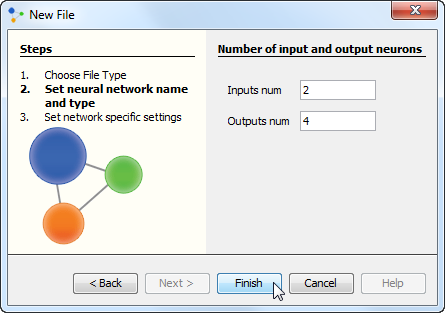 New File
Steps
1. Choose File Type
2. Set neural network name
and type
3. Set network specific settings
Number of input and output neurons
Inputs num 2
Outputs num 4
< Back
Next >
Finish
Cancel
Help